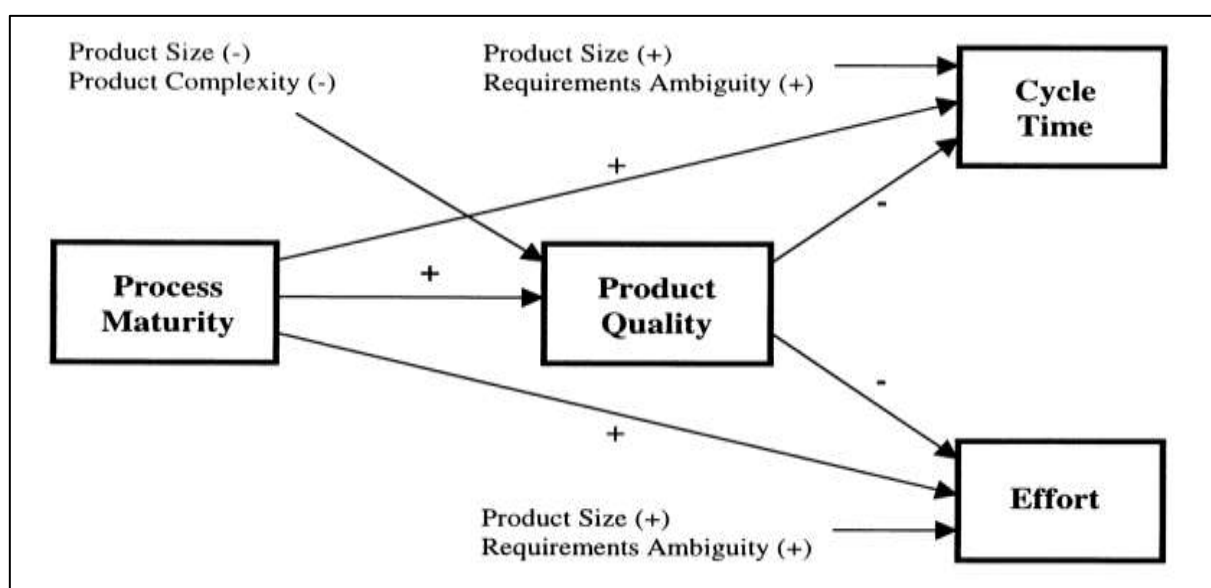 Product Size (-)
Product Complexity (-)
Product Size (+)
Requirements Ambiguity (+)
Cycle
Time
+
-
Process
Maturity
+
Product
Quality
-
+
Effort
Product Size (+)
Requirements Ambiguity (+)